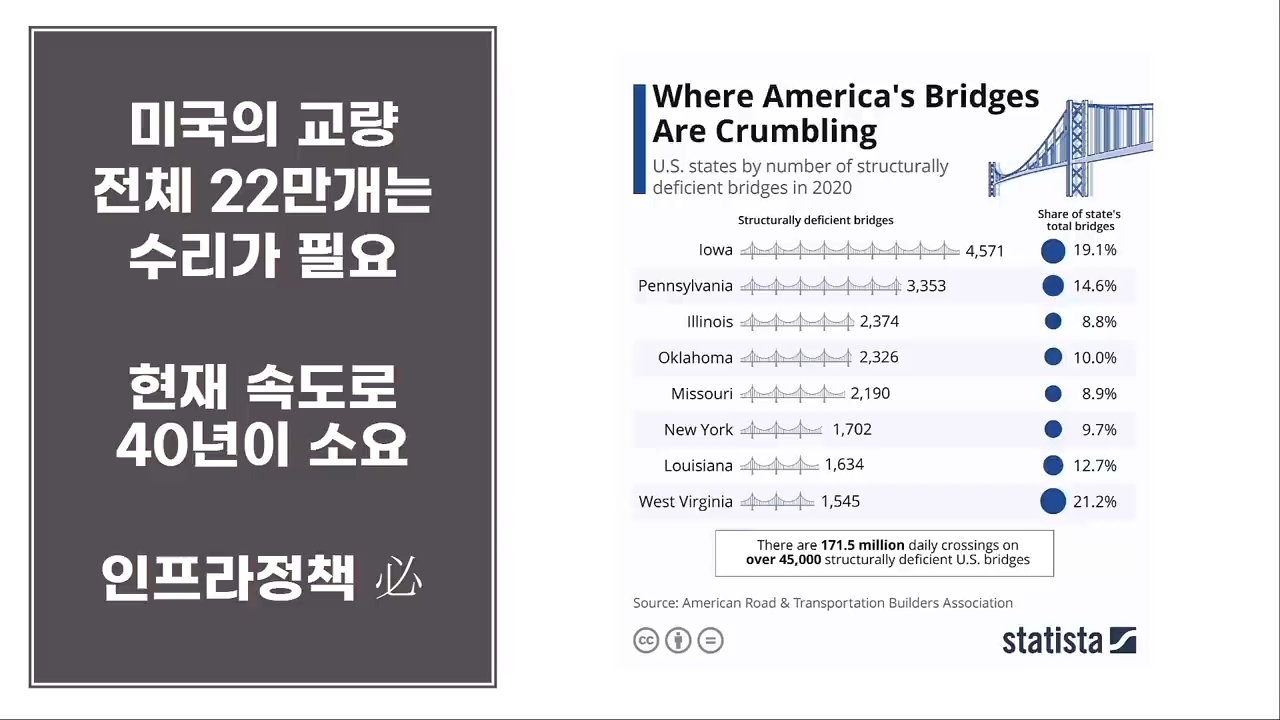 미국의 교량
전체 22만개는
수리가 필요
현재 속도로
40년이 소요
인프라정책 必
Where America's Bridges
Are Crumbling
U.S. states by number of structurally
deficient bridges in 2020
Structurally deficient bridges
Share of state's
total bridges
Iowa 4,571 19.1%
Pennsylvania 3,353 14.6%
Illinois 2,374 8.8%
Oklahoma 2,326 10.0%
Missouri 2,190 8.9%
New York 1,702 9.7%
Louisiana 1,634 12.7%
West Virginia 1,545 21.2%
There are 171.5 million daily crossings on
over 45,000 structurally deficient U.S. bridges
Source: American Road & Transportation Builders Association
cc
statista